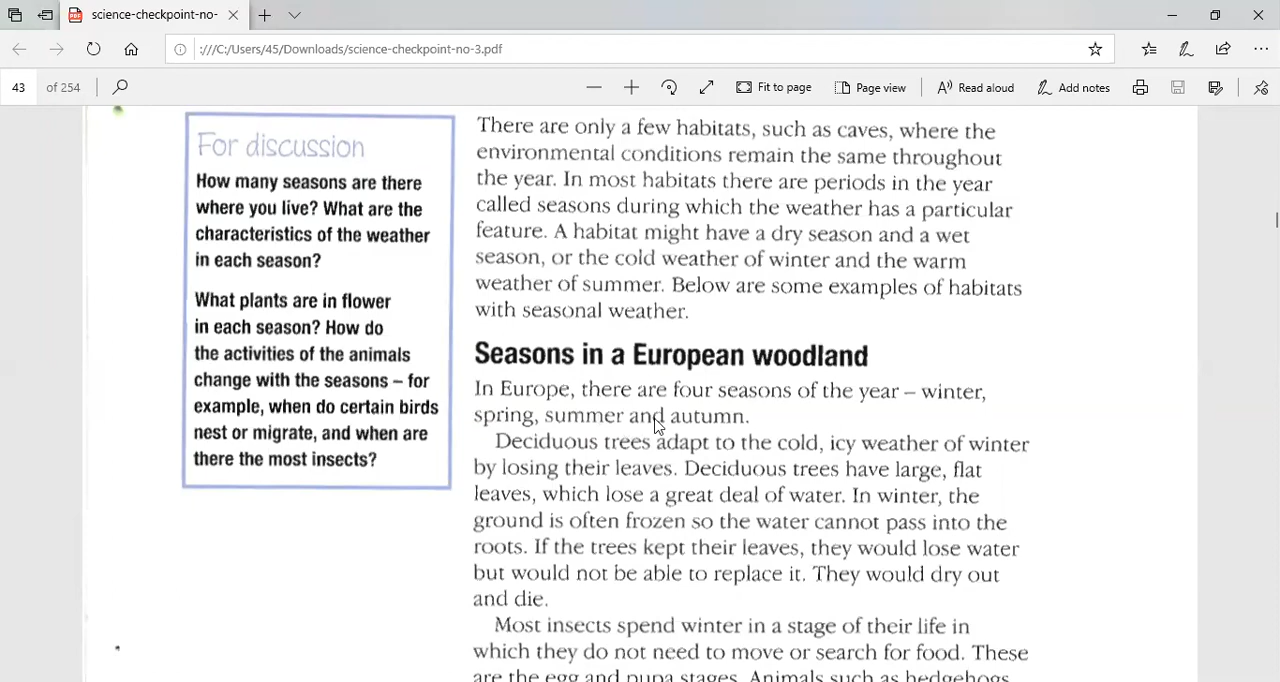 science-checkpoint-no-
:///C:/Users/45/Downloads/science-checkpoint-no-3.pdf
43 of 254 Fit to page Page view Read aloud Add notes
For discussion
How many seasons are there
where you live? What are the
characteristics of the weather
in each season?
What plants are in flower
in each season? How do
the activities of the animals
change with the seasons – for
example, when do certain birds
nest or migrate, and when are
there the most insects?
There are only a few habitats, such as caves, where the
environmental conditions remain the same throughout
the year. In most habitats there are periods in the year
called seasons during which the weather has a particular
feature. A habitat might have a dry season and a wet
season, or the cold weather of winter and the warm
weather of summer. Below are some examples of habitats
with seasonal weather.
Seasons in a European woodland
In Europe, there are four seasons of the year – winter,
spring, summer and autumn.
Deciduous trees adapt to the cold, icy weather of winter
by losing their leaves. Deciduous trees have large, flat
leaves, which lose a great deal of water. In winter, the
ground is often frozen so the water cannot pass into the
roots. If the trees kept their leaves, they would lose water
but would not be able to replace it. They would dry out
and die.
Most insects spend winter in a stage of their life in
which they do not need to move or search for food. These
are the egg and pupa stages. Animals such as hedgehogs